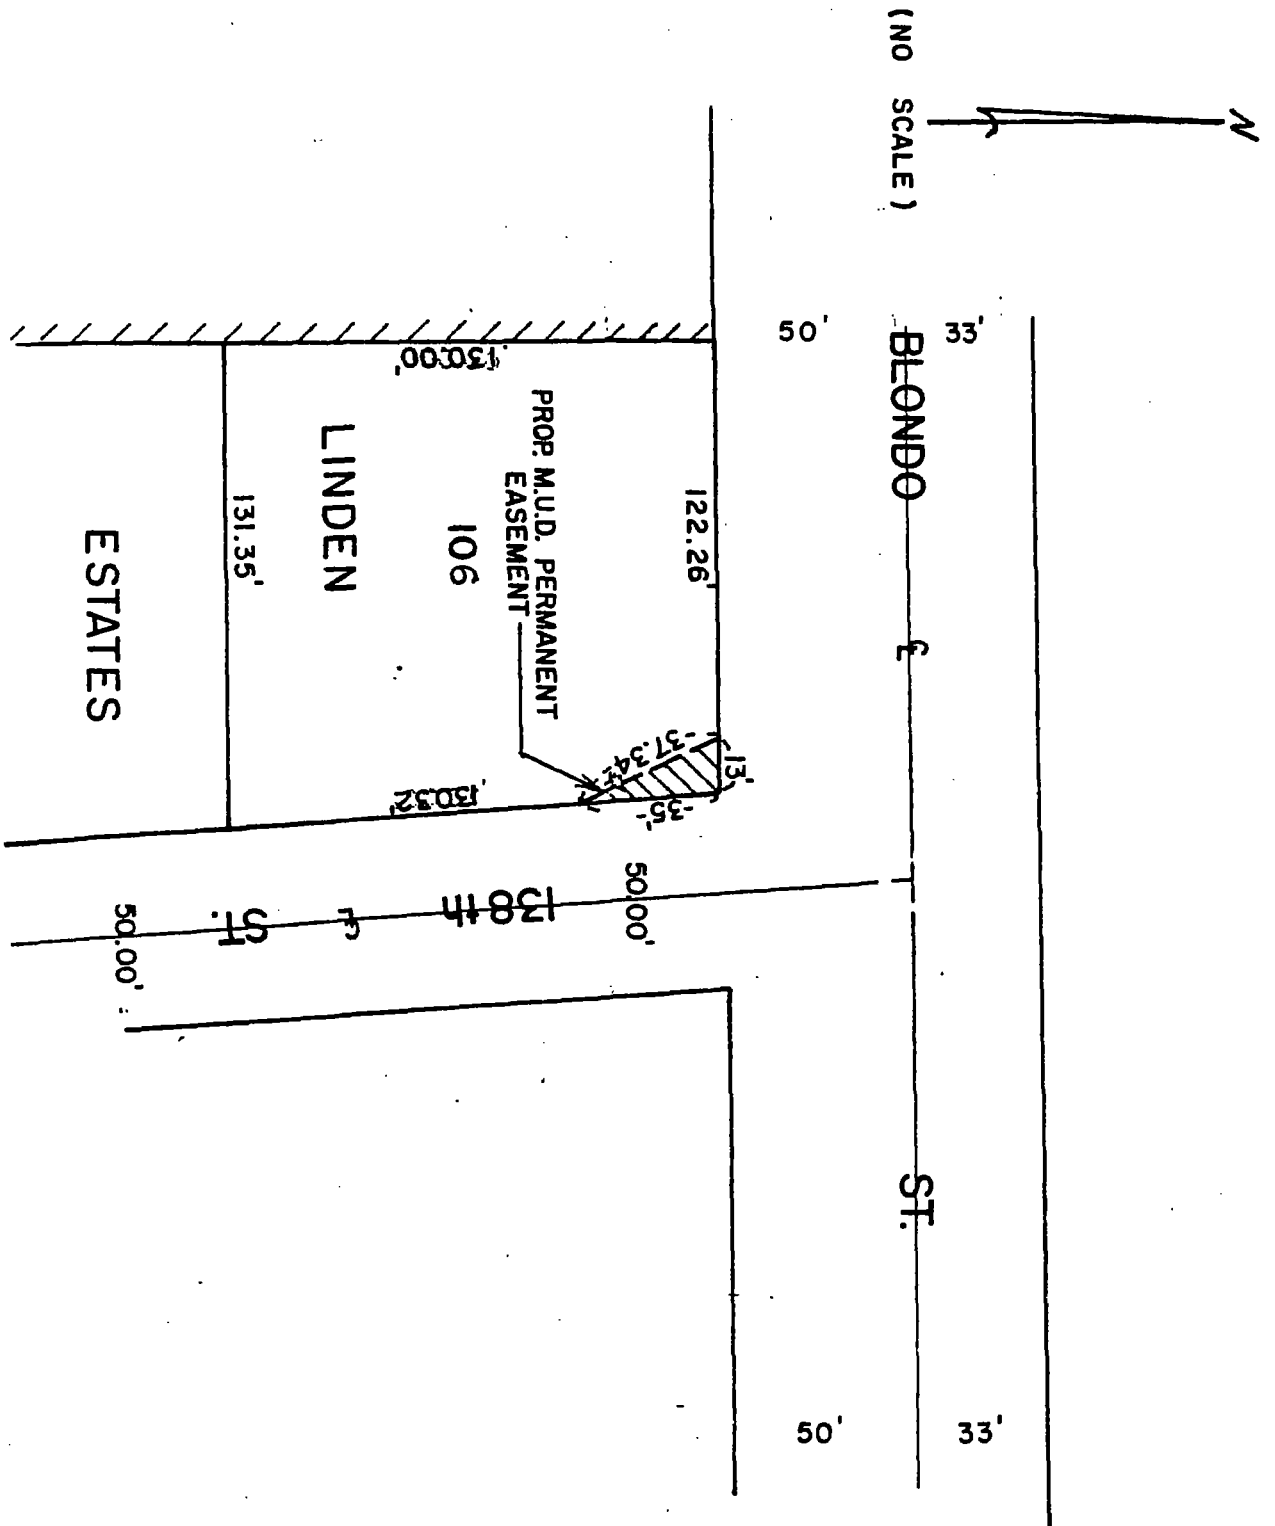 N
(NO SCALE)
33'
BLONDO ℄ ST.
33'
50'
50'
122.26'
13'
37.34'±
35'
PROP. M.U.D. PERMANENT
EASEMENT
130.00'
106
130.32'
50.00'
LINDEN
138th ℄ ST.
131.35'
50.00'
ESTATES